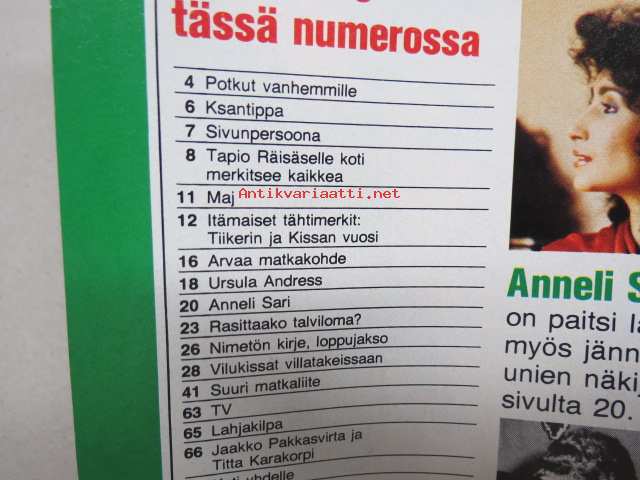 tässä numerossa
4 Potkut vanhemmille
6 Ksantippa
7 Sivunpersoona
8 Tapio Räisäselle koti
merkitsee kaikkea
11 Maj
Antikvariaatti.net
12 Itämaiset tähtimerkit:
Tiikerin ja Kissan vuosi
16 Arvaa matkakohde
18 Ursula Andress
20 Anneli Sari
23 Rasittaako talviloma?
26 Nimetön kirje, loppujakso
28 Vilukissat villatakeissaan
41 Suuri matkaliite
63 TV
65 Lahjakilpa
66 Jaakko Pakkasvirta ja
Titta Karakorpi
yhdelle
Anneli S
on paitsi la
myös jänn
unien näkij
sivulta 20.